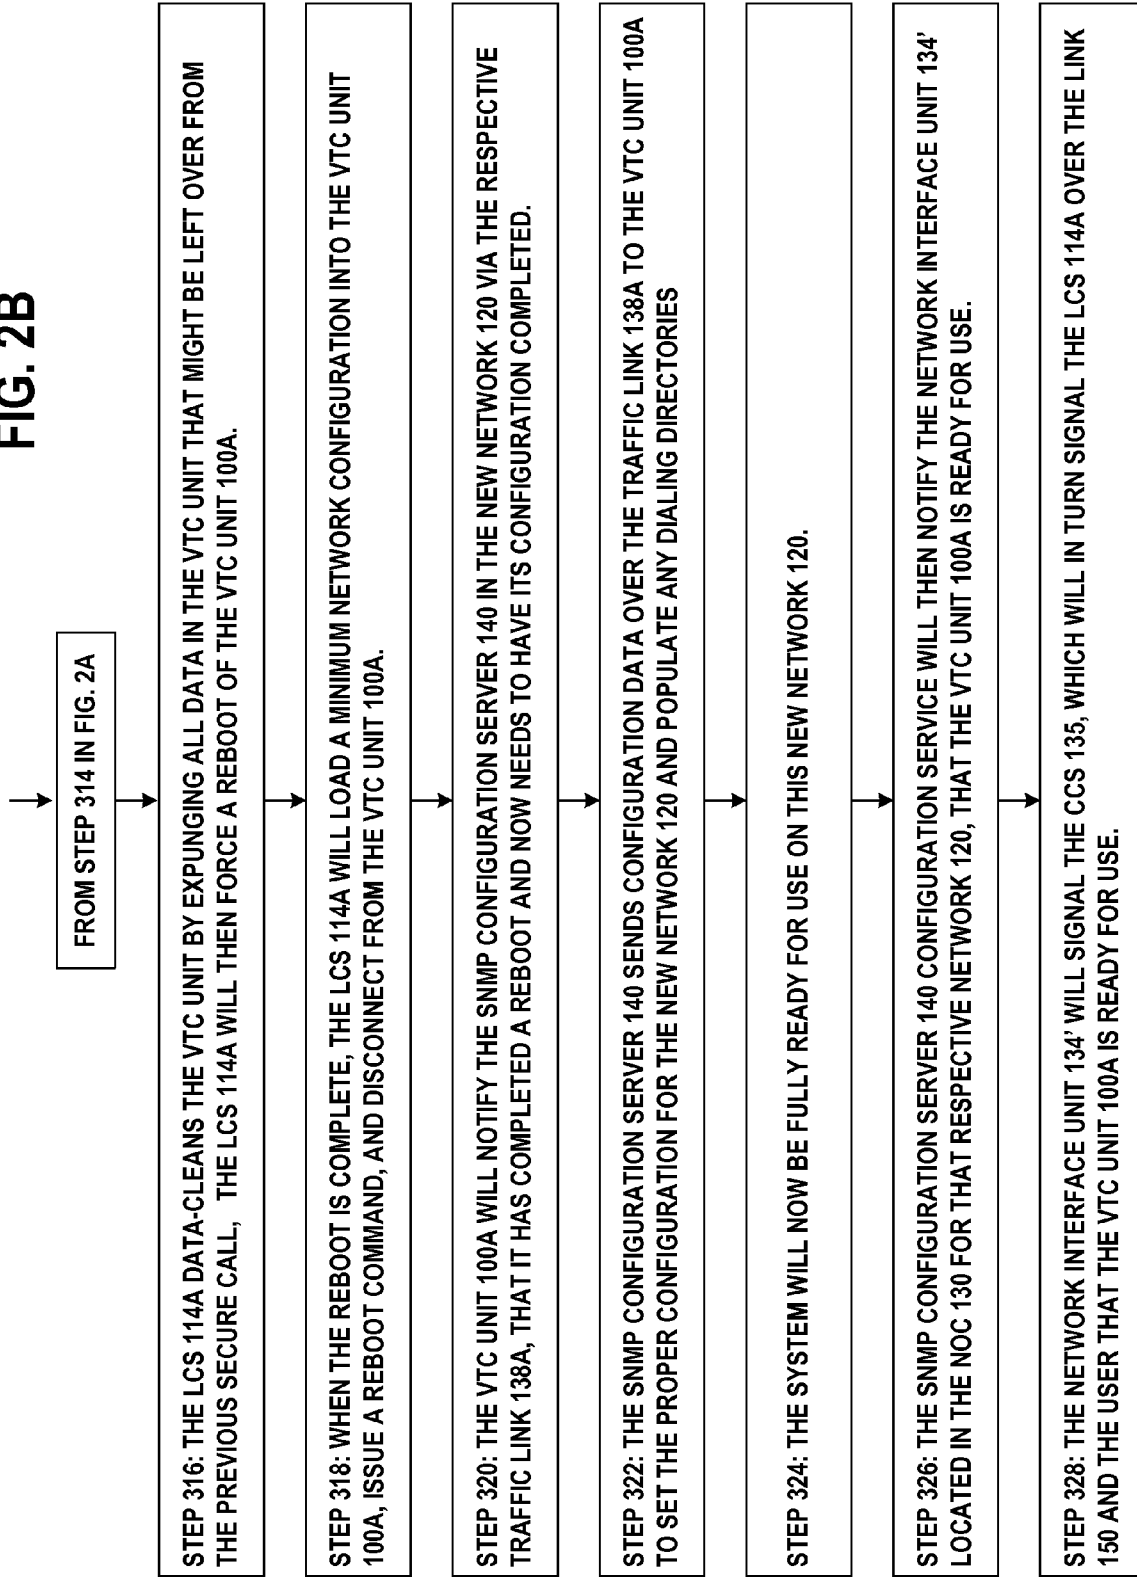 FIG. 2B
FROM STEP 314 IN FIG. 2A
STEP 316: THE LCS 114A DATA-CLEANS THE VTC UNIT BY EXPUNGING ALL DATA IN THE VTC UNIT THAT MIGHT BE LEFT OVER FROM
THE PREVIOUS SECURE CALL, THE LCS 114A WILL THEN FORCE A REBOOT OF THE VTC UNIT 100A.
STEP 318: WHEN THE REBOOT IS COMPLETE, THE LCS 114A WILL LOAD A MINIMUM NETWORK CONFIGURATION INTO THE VTC UNIT
100A, ISSUE A REBOOT COMMAND, AND DISCONNECT FROM THE VTC UNIT 100A.
STEP 320: THE VTC UNIT 100A WILL NOTIFY THE SNMP CONFIGURATION SERVER 140 IN THE NEW NETWORK 120 VIA THE RESPECTIVE
TRAFFIC LINK 138A, THAT IT HAS COMPLETED A REBOOT AND NOW NEEDS TO HAVE ITS CONFIGURATION COMPLETED.
STEP 322: THE SNMP CONFIGURATION SERVER 140 SENDS CONFIGURATION DATA OVER THE TRAFFIC LINK 138A TO THE VTC UNIT 100A
TO SET THE PROPER CONFIGURATION FOR THE NEW NETWORK 120 AND POPULATE ANY DIALING DIRECTORIES
STEP 324: THE SYSTEM WILL NOW BE FULLY READY FOR USE ON THIS NEW NETWORK 120.
STEP 326: THE SNMP CONFIGURATION SERVER 140 CONFIGURATION SERVICE WILL THEN NOTIFY THE NETWORK INTERFACE UNIT 134'
LOCATED IN THE NOC 130 FOR THAT RESPECTIVE NETWORK 120, THAT THE VTC UNIT 100A IS READY FOR USE.
STEP 328: THE NETWORK INTERFACE UNIT 134' WILL SIGNAL THE CCS 135, WHICH WILL IN TURN SIGNAL THE LCS 114A OVER THE LINK
150 AND THE USER THAT THE VTC UNIT 100A IS READY FOR USE.